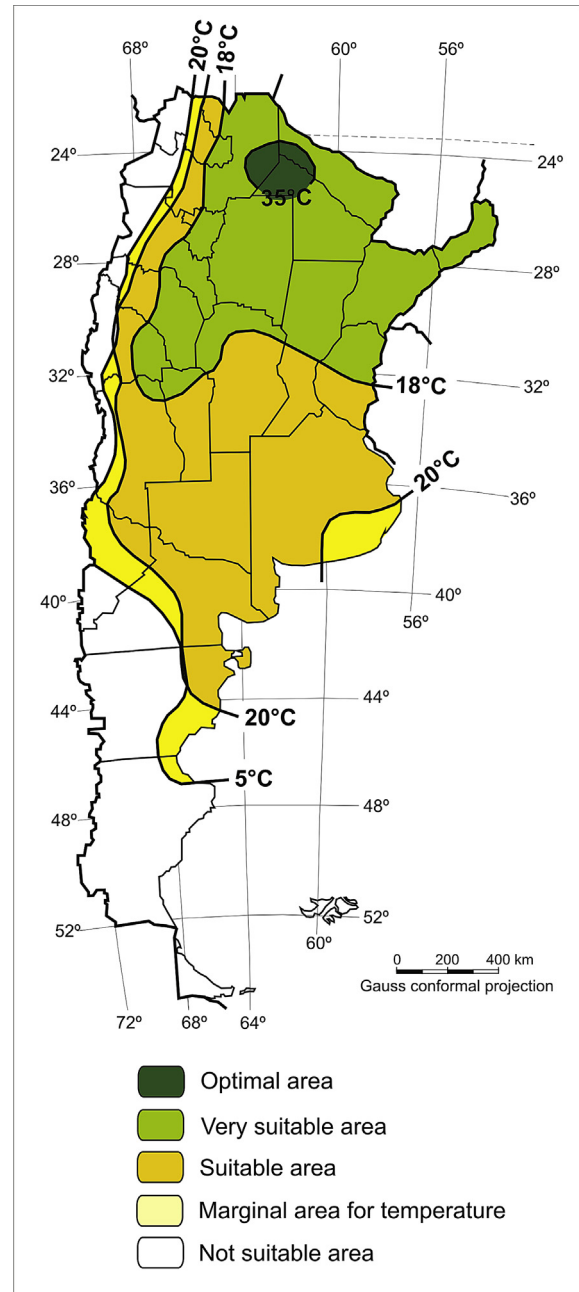 20°C
18°C
68º
60º
56º
24º
24º
35°C
28º
28º
32º
18°C
32º
20°C
36º
36º
40º
40º
56º
44º
20°C
44º
5°C
48º
48º
52º
52º
60º
0 200 400 km
Gauss conformal projection
72º
68º
64º
Optimal area
Very suitable area
Suitable area
Marginal area for temperature
Not suitable area